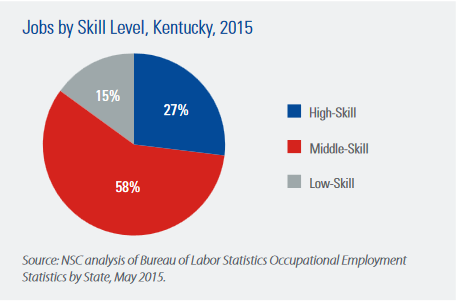 Jobs by Skill Level, Kentucky, 2015
15%
27%
58%
High-Skill
Middle-Skill
Low-Skill
Source: NSC analysis of Bureau of Labor Statistics Occupational Employment
Statistics by State, May 2015.